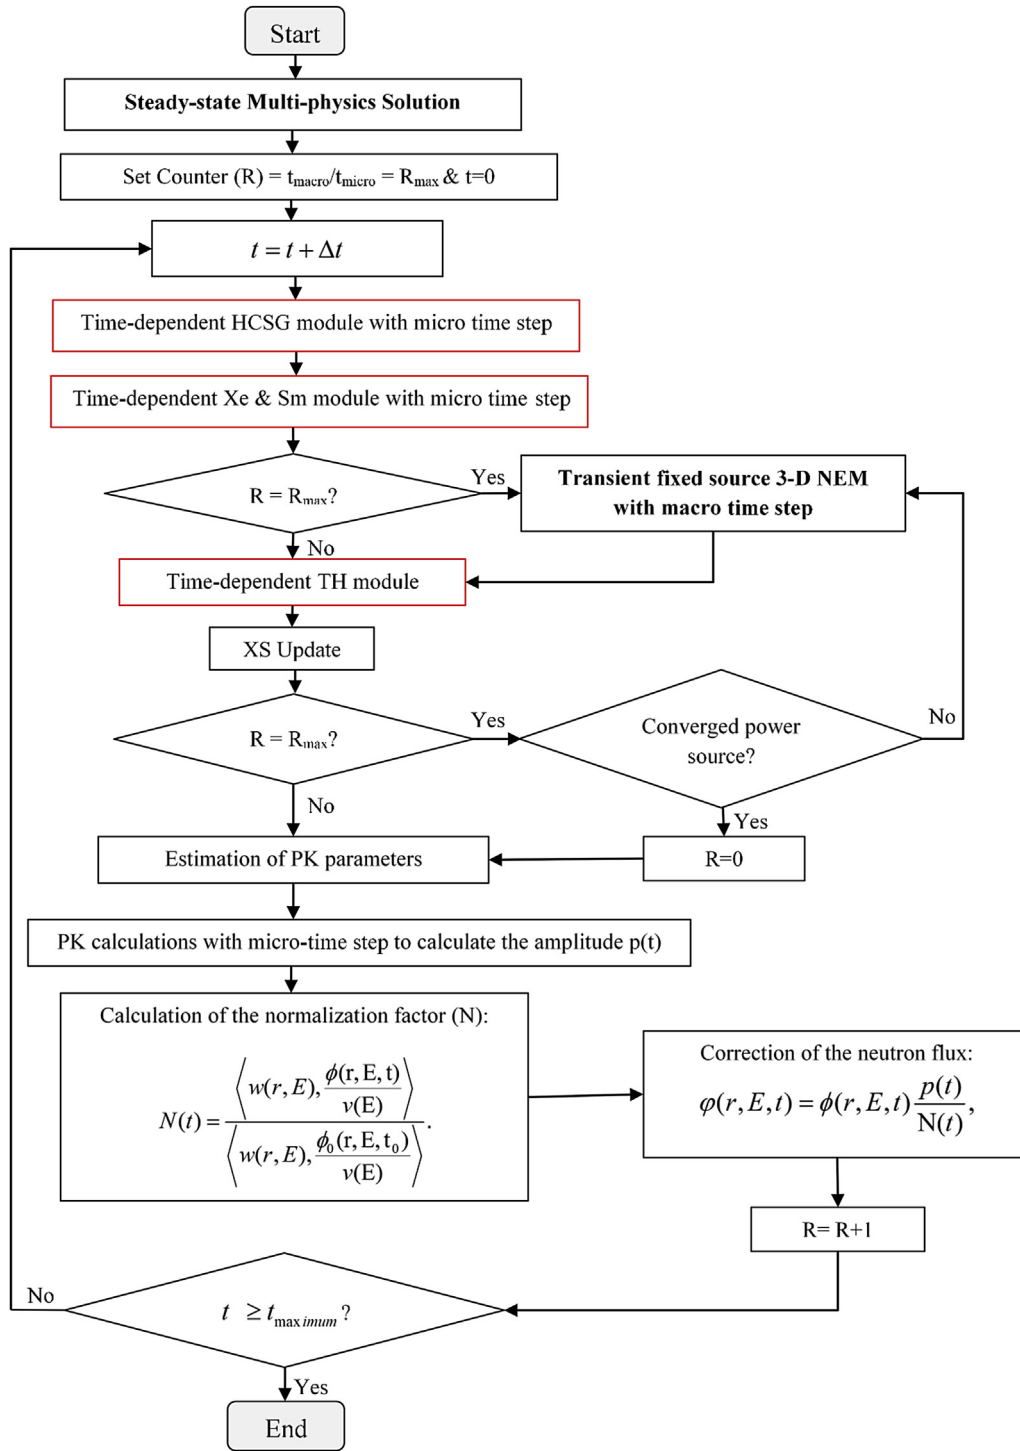 Start
Steady-state Multi-physics Solution
Set Counter (R) = t_macro/t_micro = R_max & t=0
t = t + Δt
Time-dependent HCSG module with micro time step
Time-dependent Xe & Sm module with micro time step
R = R_max?
Yes
Transient fixed source 3-D NEM
with macro time step
No
Time-dependent TH module
XS Update
R = R_max?
Yes
Converged power
source?
No
No
Yes
Estimation of PK parameters
R=0
PK calculations with micro-time step to calculate the amplitude p(t)
Calculation of the normalization factor (N):
N(t) = ⟨w(r, E), ϕ(r, E, t)/v(E)⟩ / ⟨w(r, E), ϕ₀(r, E, t₀)/v(E)⟩.
Correction of the neutron flux:
φ(r, E, t) = ϕ(r, E, t) p(t)/N(t),
R= R+1
No
t ≥ t_maximum?
Yes
End